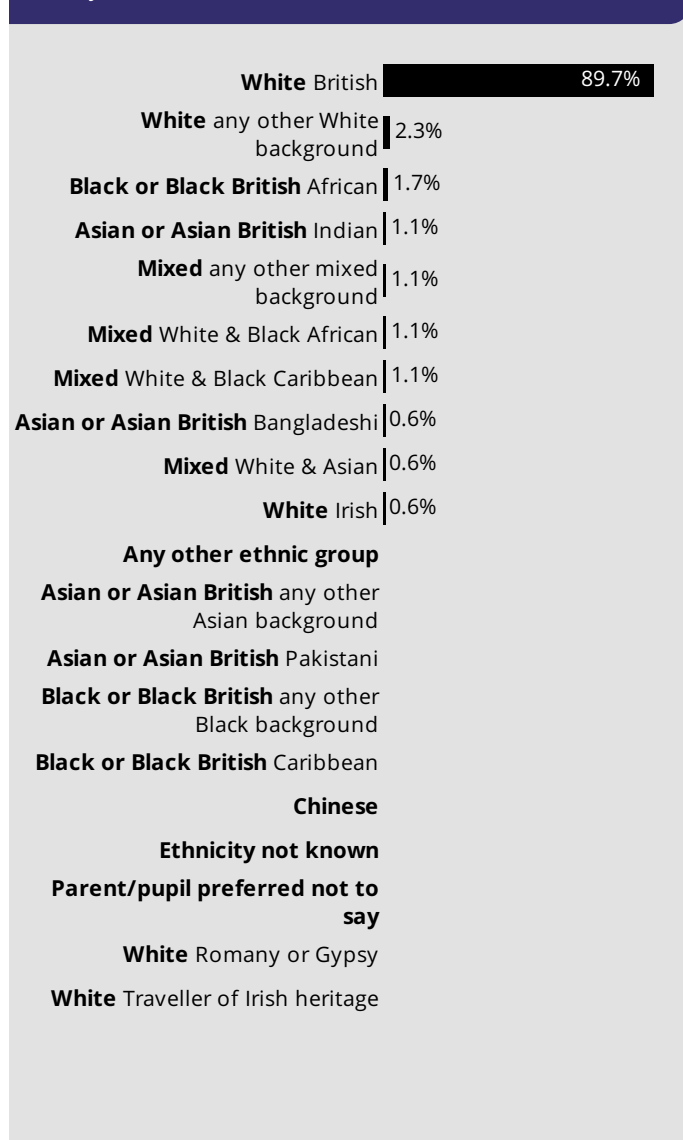 White British 89.7%
White any other White
background 2.3%
Black or Black British African 1.7%
Asian or Asian British Indian 1.1%
Mixed any other mixed
background 1.1%
Mixed White & Black African 1.1%
Mixed White & Black Caribbean 1.1%
Asian or Asian British Bangladeshi 0.6%
Mixed White & Asian 0.6%
White Irish 0.6%
Any other ethnic group
Asian or Asian British any other
Asian background
Asian or Asian British Pakistani
Black or Black British any other
Black background
Black or Black British Caribbean
Chinese
Ethnicity not known
Parent/pupil preferred not to
say
White Romany or Gypsy
White Traveller of Irish heritage